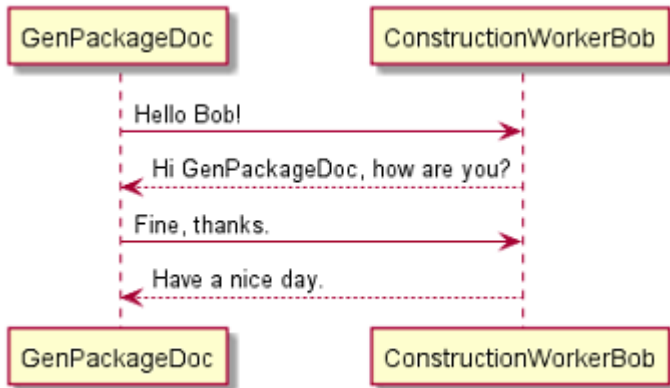 GenPackageDoc ConstructionWorkerBob
Hello Bob!
Hi GenPackageDoc, how are you?
Fine, thanks.
Have a nice day.
GenPackageDoc ConstructionWorkerBob